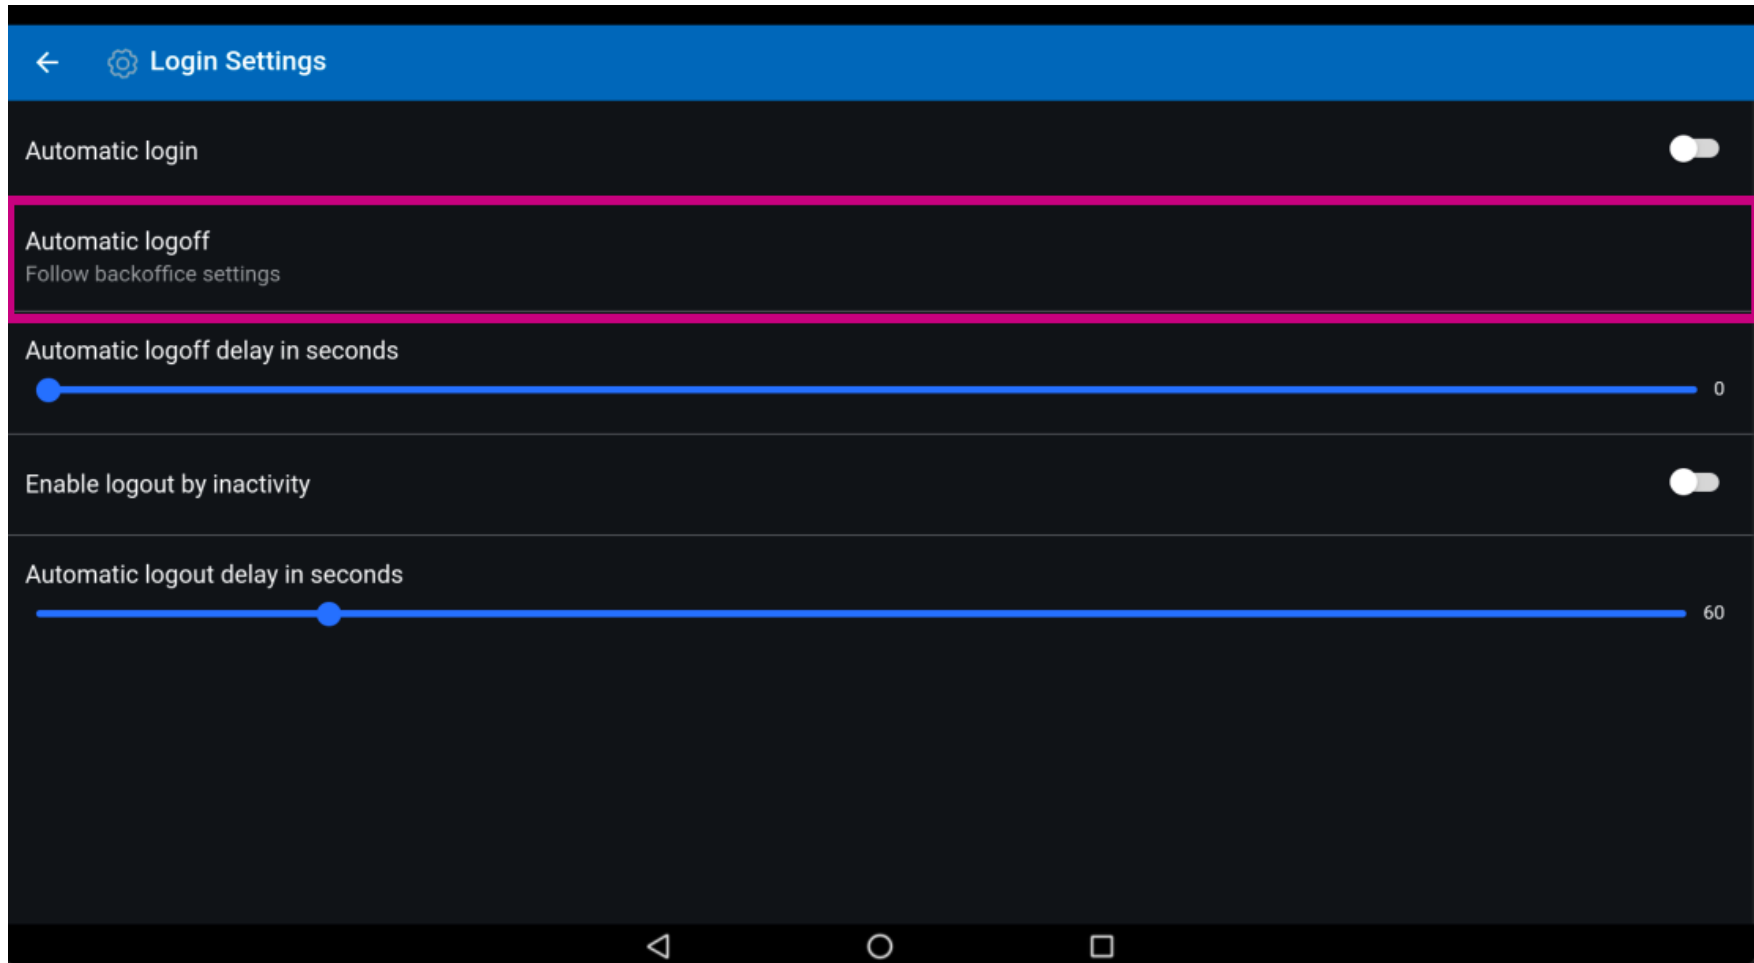 Login Settings
Automatic login
Automatic logoff
Follow backoffice settings
Automatic logoff delay in seconds
0
Enable logout by inactivity
Automatic logout delay in seconds
60